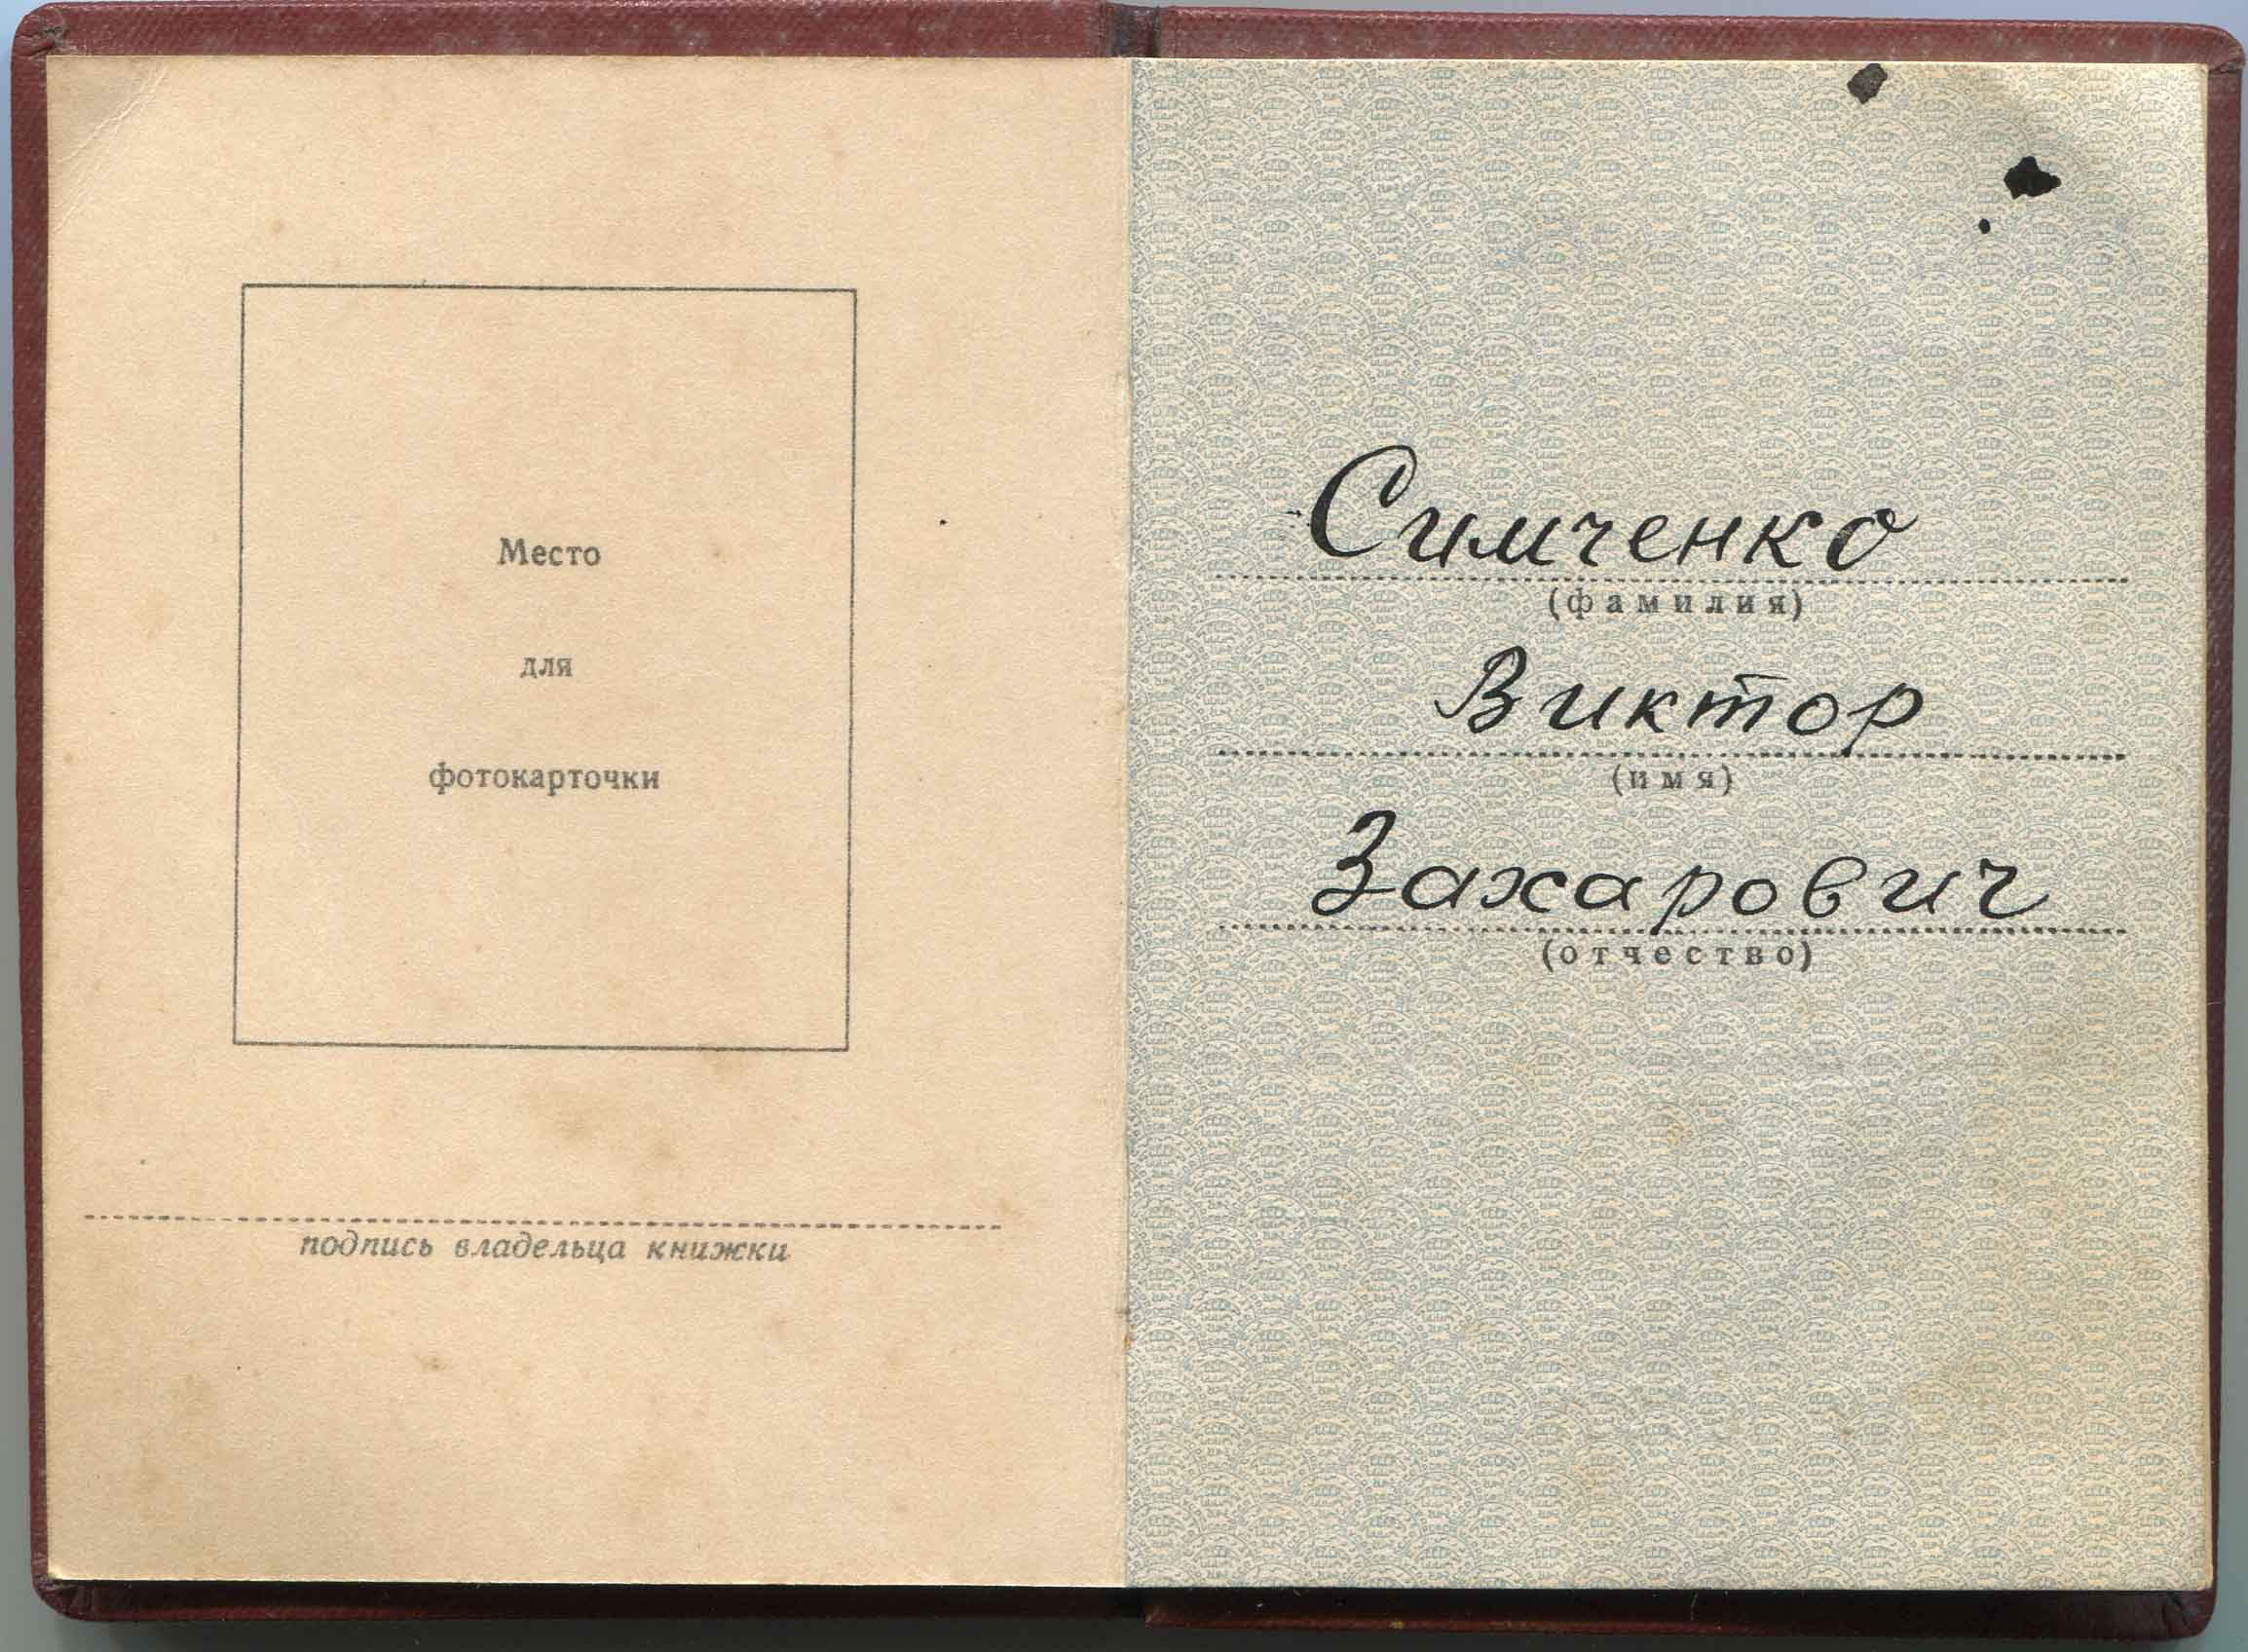 Место
для
фотокарточки
подпись владельца книжки
Симченко
(фамилия)
Виктор
(имя)
Захарович
(отчество)